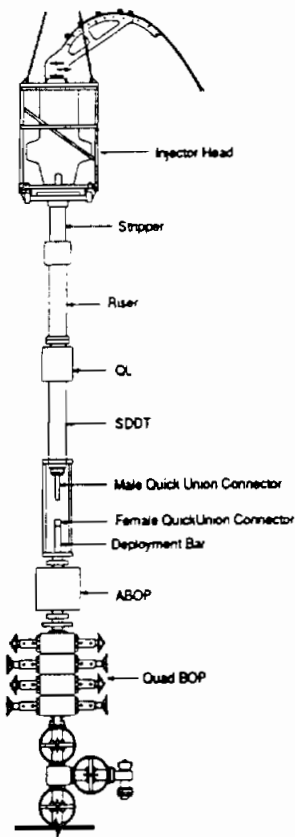 Injector Head
Stripper
Riser
QL
SDDT
Male Quick Union Connector
Female QuickUnion Connector
Deployment Bar
ABOP
Quad BOP